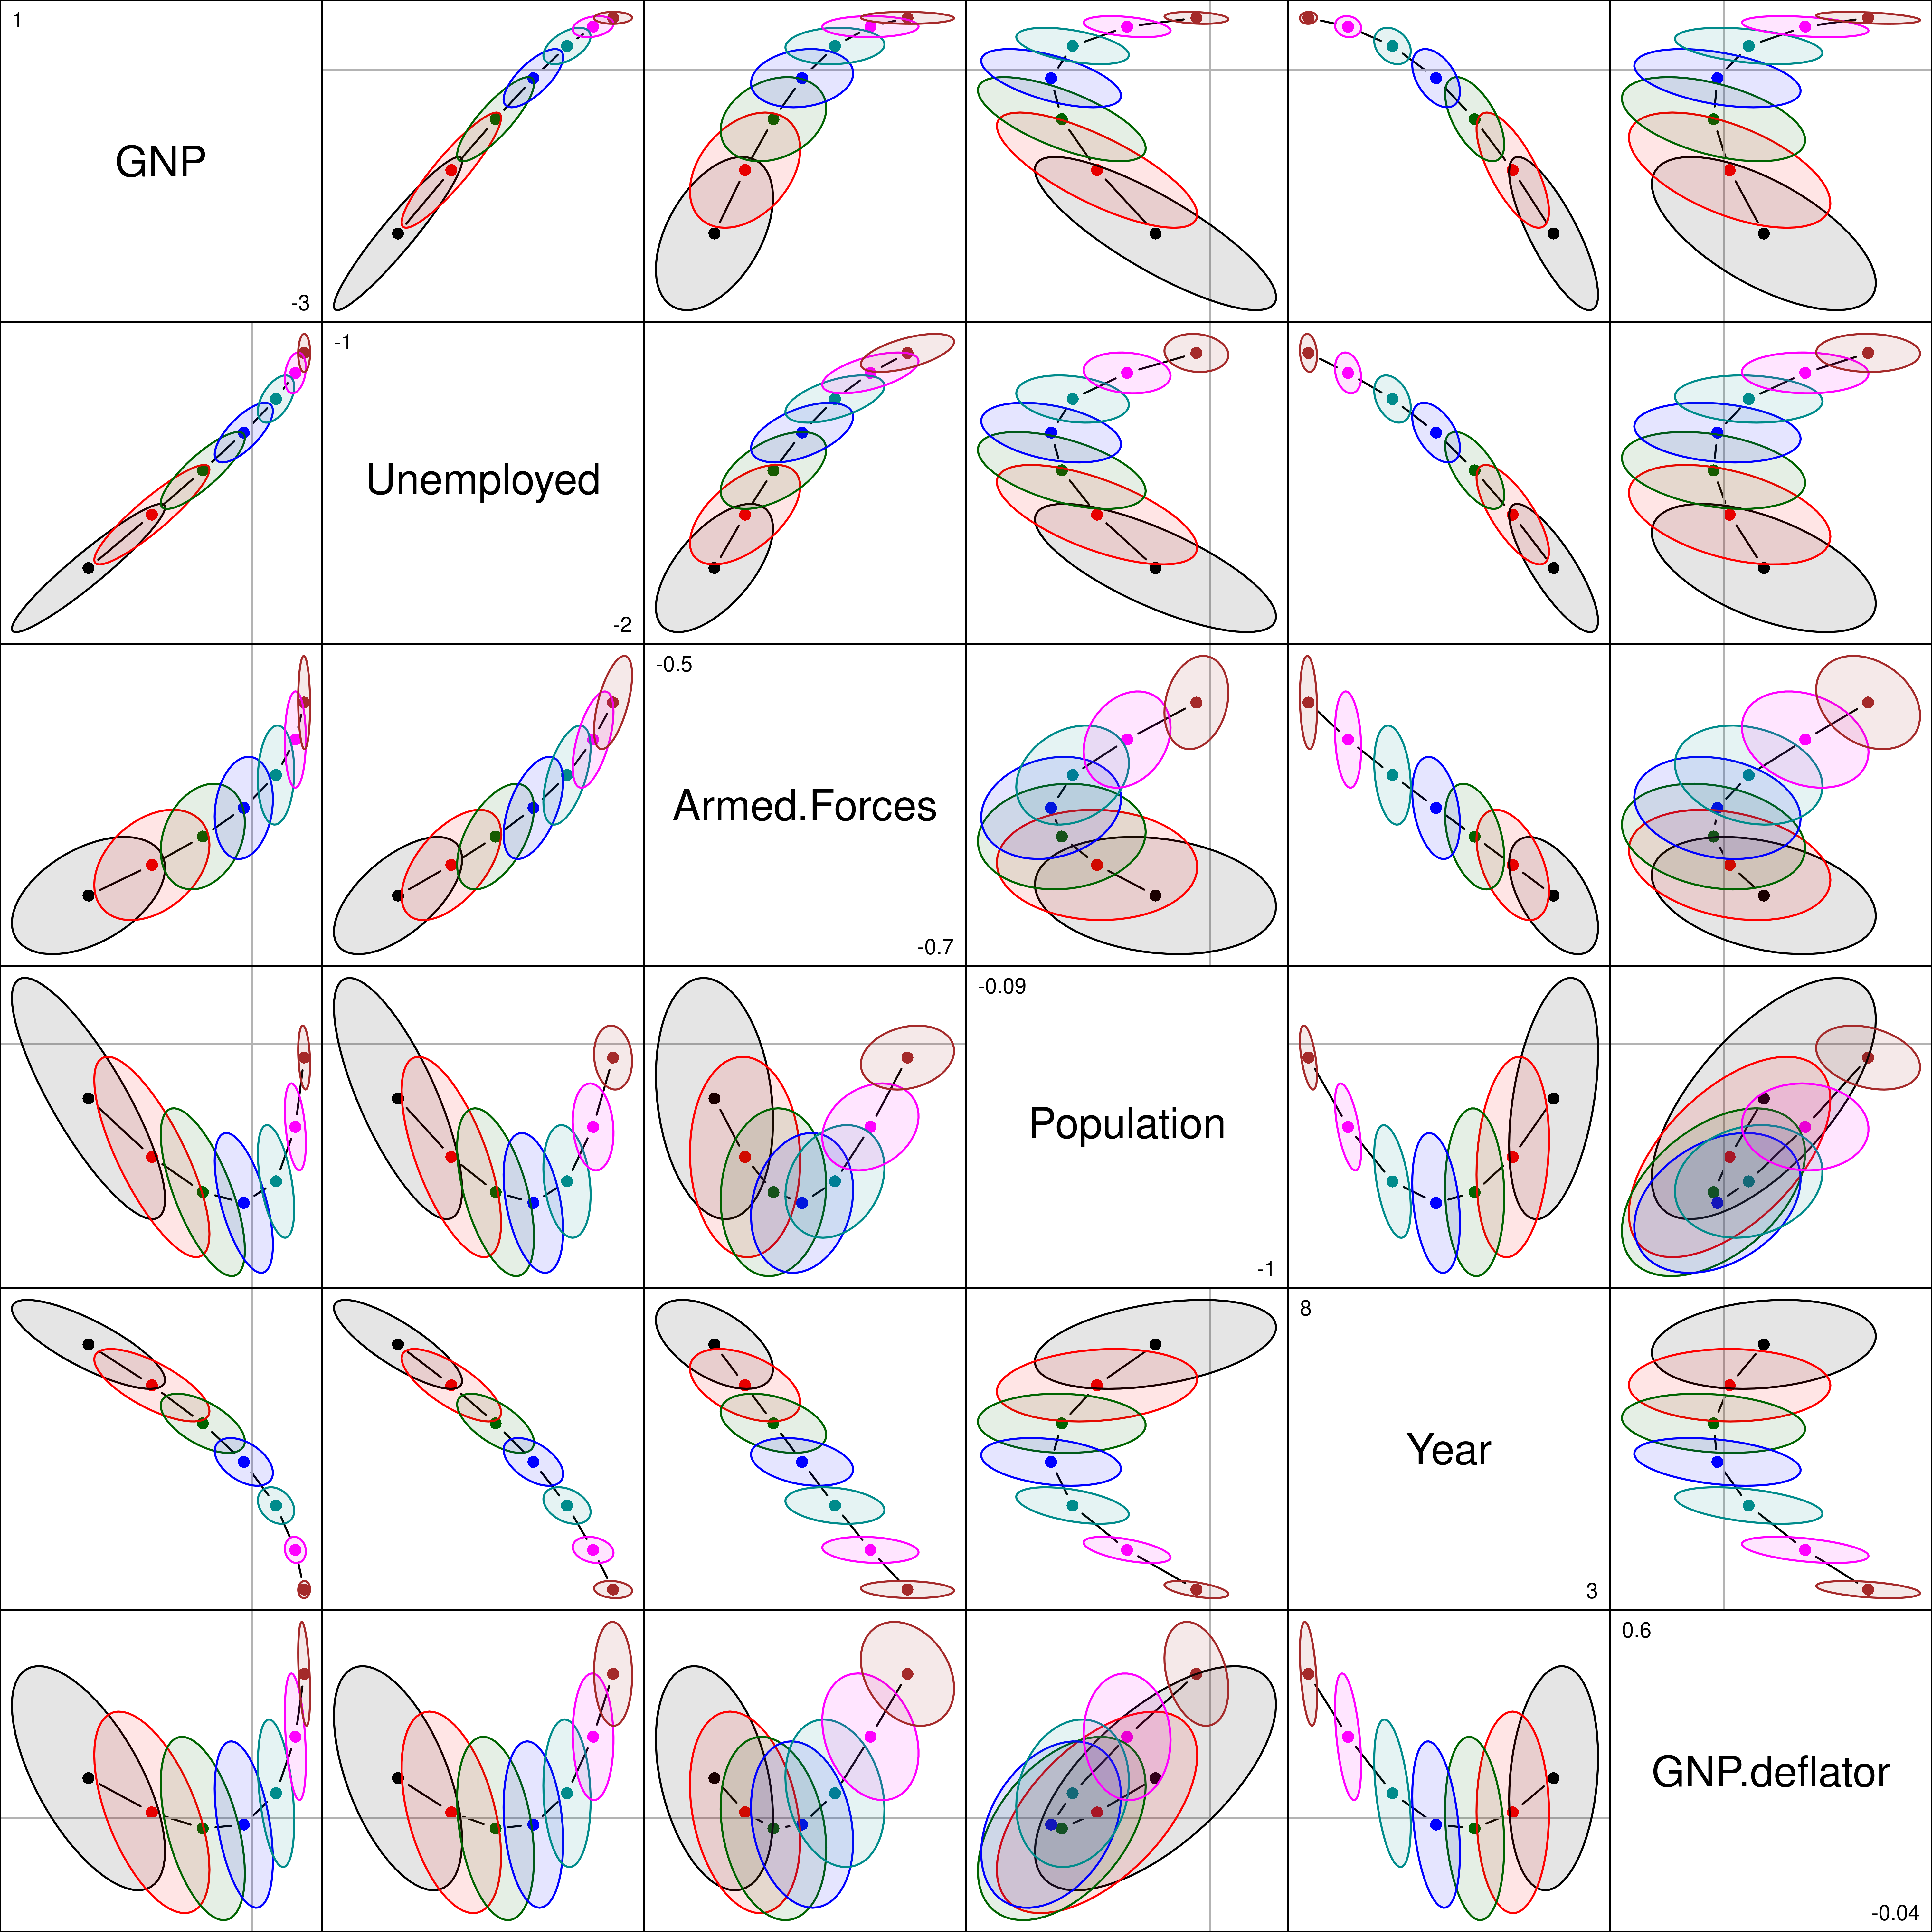 1
GNP
-3
-1
Unemployed
-2
-0.5
Armed.Forces
-0.7
-0.09
Population
-1
8
Year
3
0.6
GNP.deflator
-0.04